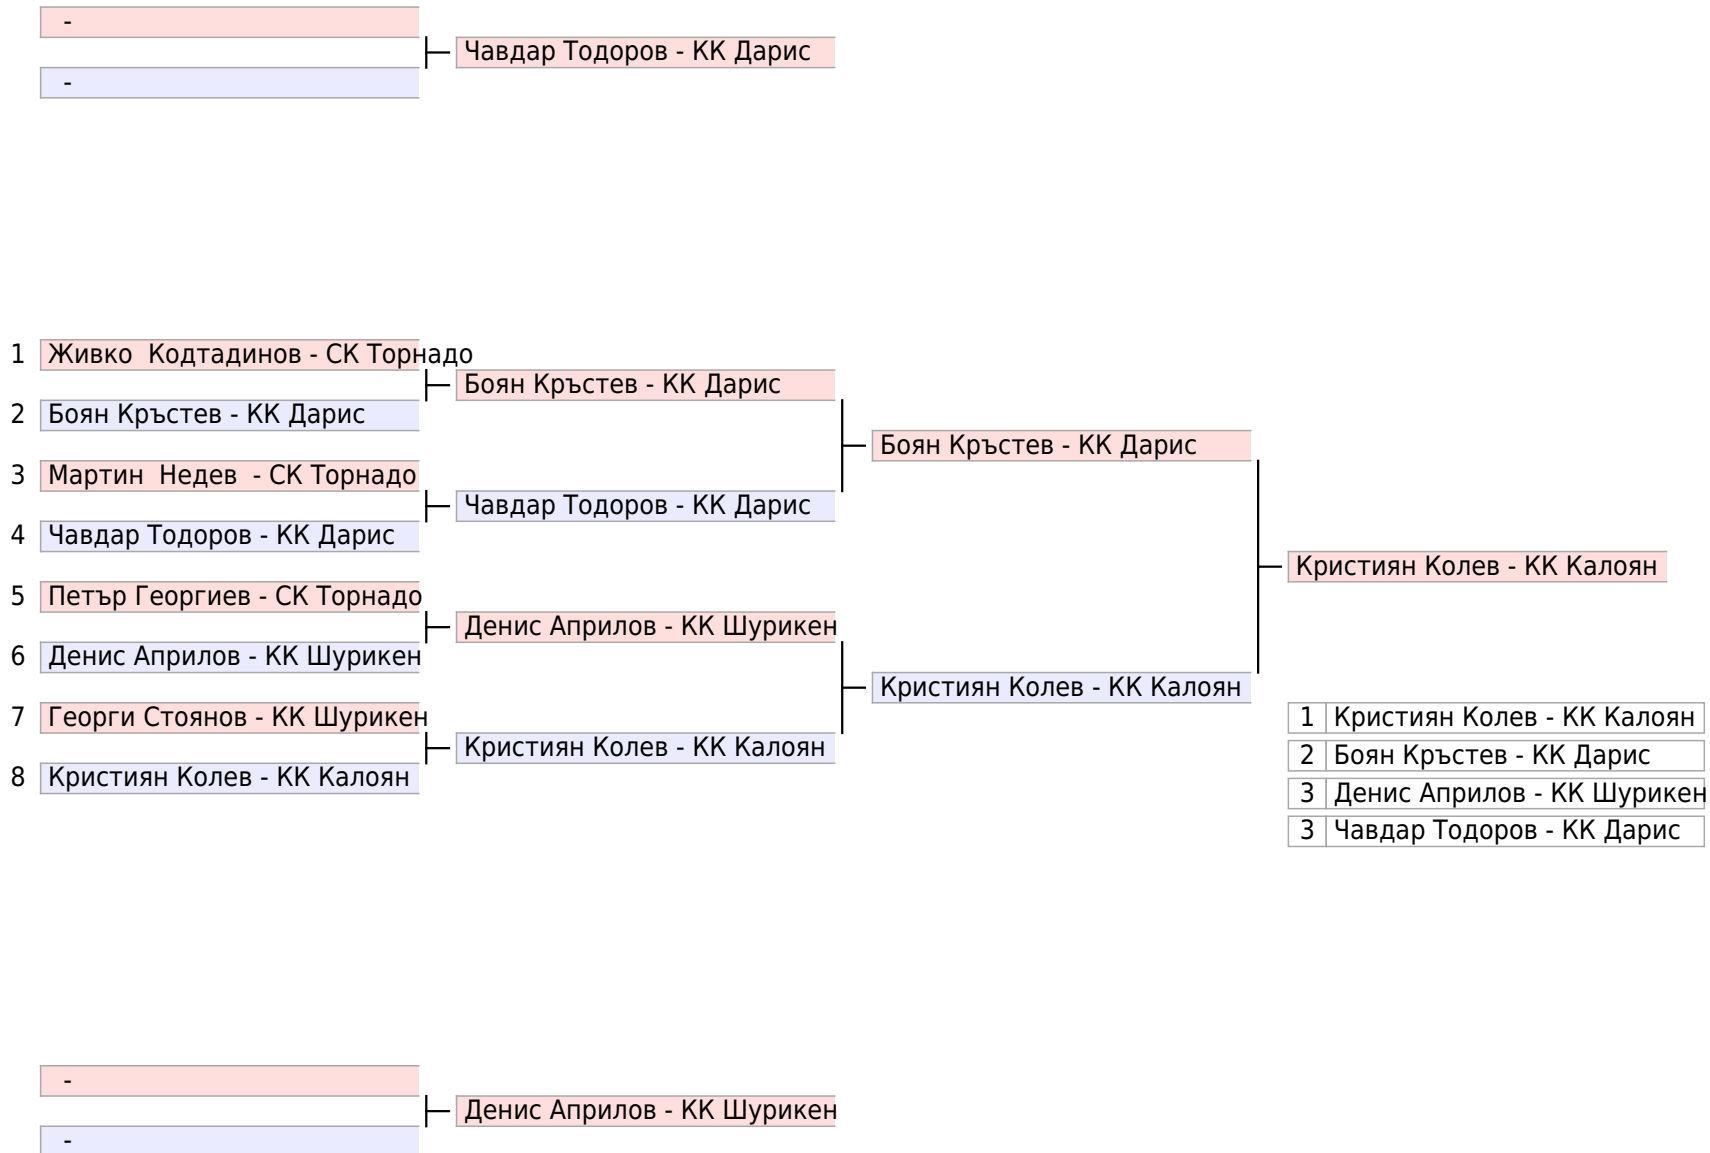 -
Чавдар Тодоров - КК Дарис
-
1 Живко  Кодтадинов - СК Торнадо
Боян Кръстев - КК Дарис
2 Боян Кръстев - КК Дарис
Боян Кръстев - КК Дарис
3 Мартин  Недев  - СК Торнадо
Чавдар Тодоров - КК Дарис
4 Чавдар Тодоров - КК Дарис
Кристиян Колев - КК Калоян
5 Петър Георгиев - СК Торнадо
Денис Априлов - КК Шурикен
6 Денис Априлов - КК Шурикен
Кристиян Колев - КК Калоян
7 Георги Стоянов - КК Шурикен
1 Кристиян Колев - КК Калоян
Кристиян Колев - КК Калоян
2 Боян Кръстев - КК Дарис
8 Кристиян Колев - КК Калоян
3 Денис Априлов - КК Шурикен
3 Чавдар Тодоров - КК Дарис
-
Денис Априлов - КК Шурикен
-